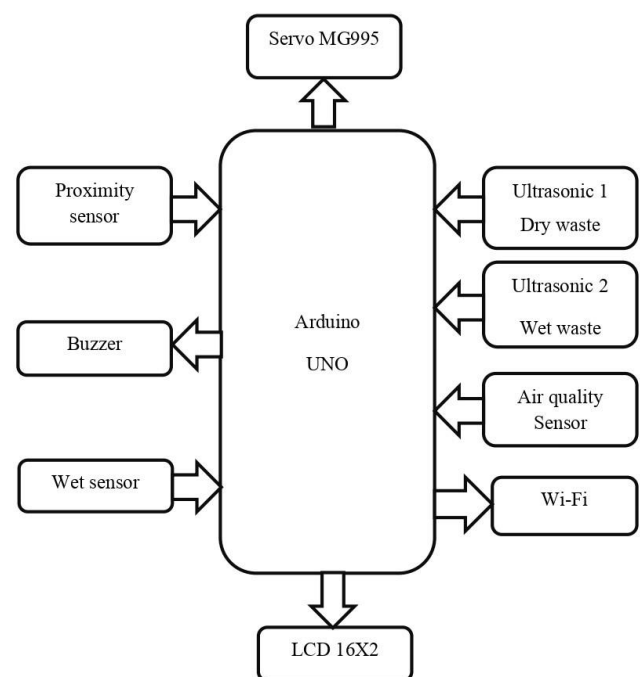 Servo MG995
Proximity
sensor
Ultrasonic 1
Dry waste
Ultrasonic 2
Wet waste
Arduino
UNO
Buzzer
Air quality
Sensor
Wet sensor
Wi-Fi
LCD 16X2